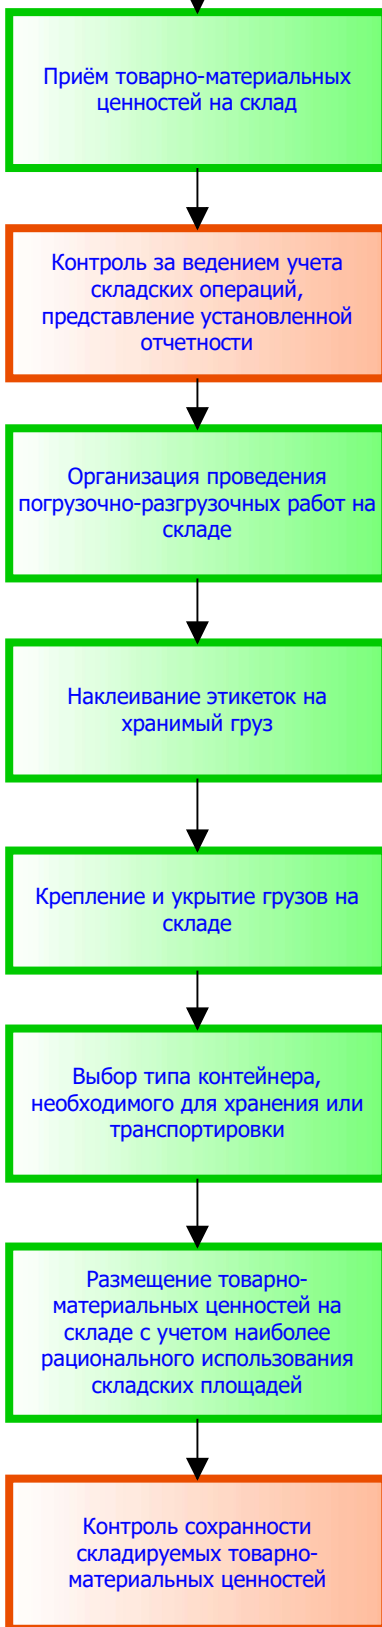 Приём товарно-материальных
ценностей на склад
Контроль за ведением учета
складских операций,
представление установленной
отчетности
Организация проведения
погрузочно-разгрузочных работ на
складе
Наклеивание этикеток на
хранимый груз
Крепление и укрытие грузов на
складе
Выбор типа контейнера,
необходимого для хранения или
транспортировки
Размещение товарно-
материальных ценностей на
складе с учетом наиболее
рационального использования
складских площадей
Контроль сохранности
складируемых товарно-
материальных ценностей